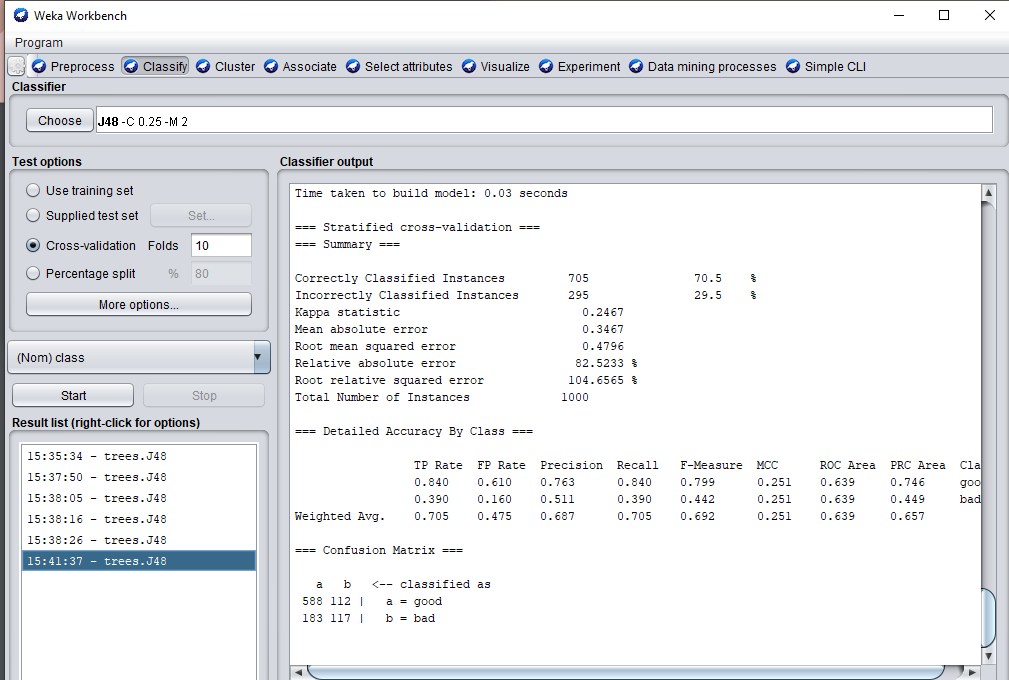 Weka Workbench
Program
Preprocess Classify Cluster Associate Select attributes Visualize Experiment Data mining processes Simple CLI
Classifier
Choose J48 -C 0.25 -M 2
Test options
Use training set
Supplied test set Set...
Cross-validation Folds 10
Percentage split % 80
More options...
(Nom) class
Start Stop
Result list (right-click for options)
15:35:34 - trees.J48
15:37:50 - trees.J48
15:38:05 - trees.J48
15:38:16 - trees.J48
15:38:26 - trees.J48
15:41:37 - trees.J48
Classifier output
Time taken to build model: 0.03 seconds
=== Stratified cross-validation ===
=== Summary ===
Correctly Classified Instances 705 70.5 %
Incorrectly Classified Instances 295 29.5 %
Kappa statistic 0.2467
Mean absolute error 0.3467
Root mean squared error 0.4796
Relative absolute error 82.5233 %
Root relative squared error 104.6565 %
Total Number of Instances 1000
=== Detailed Accuracy By Class ===
TP Rate FP Rate Precision Recall F-Measure MCC ROC Area PRC Area Cla
0.840 0.610 0.763 0.840 0.799 0.251 0.639 0.746 goo
0.390 0.160 0.511 0.390 0.442 0.251 0.639 0.449 bad
Weighted Avg. 0.705 0.475 0.687 0.705 0.692 0.251 0.639 0.657
=== Confusion Matrix ===
a b <-- classified as
588 112 | a = good
183 117 | b = bad